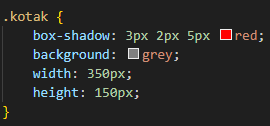 .kotak {
box-shadow: 3px 2px 5px red;
background: grey;
width: 350px;
height: 150px;
}